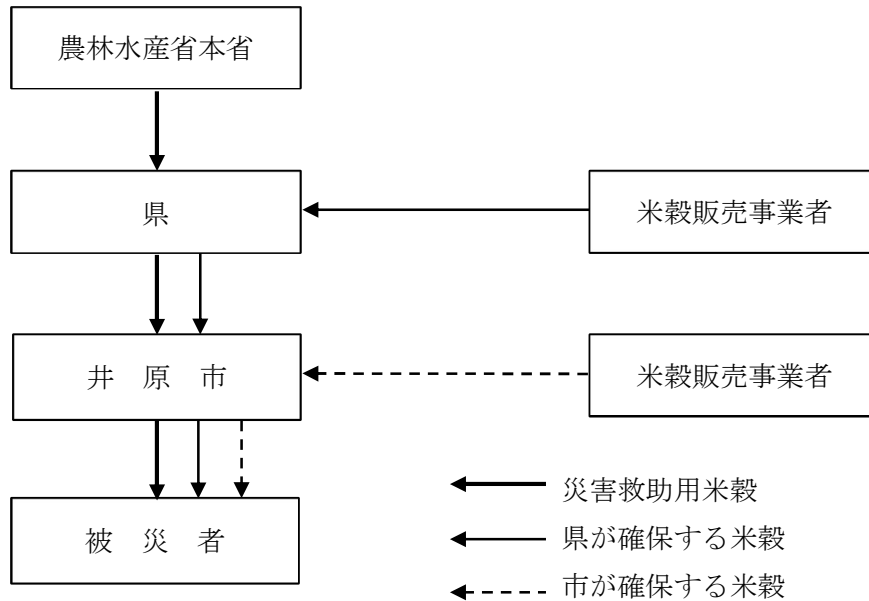 農林水産省本省
県
米穀販売事業者
井 原 市
米穀販売事業者
被 災 者
災害救助用米穀
県が確保する米穀
市が確保する米穀